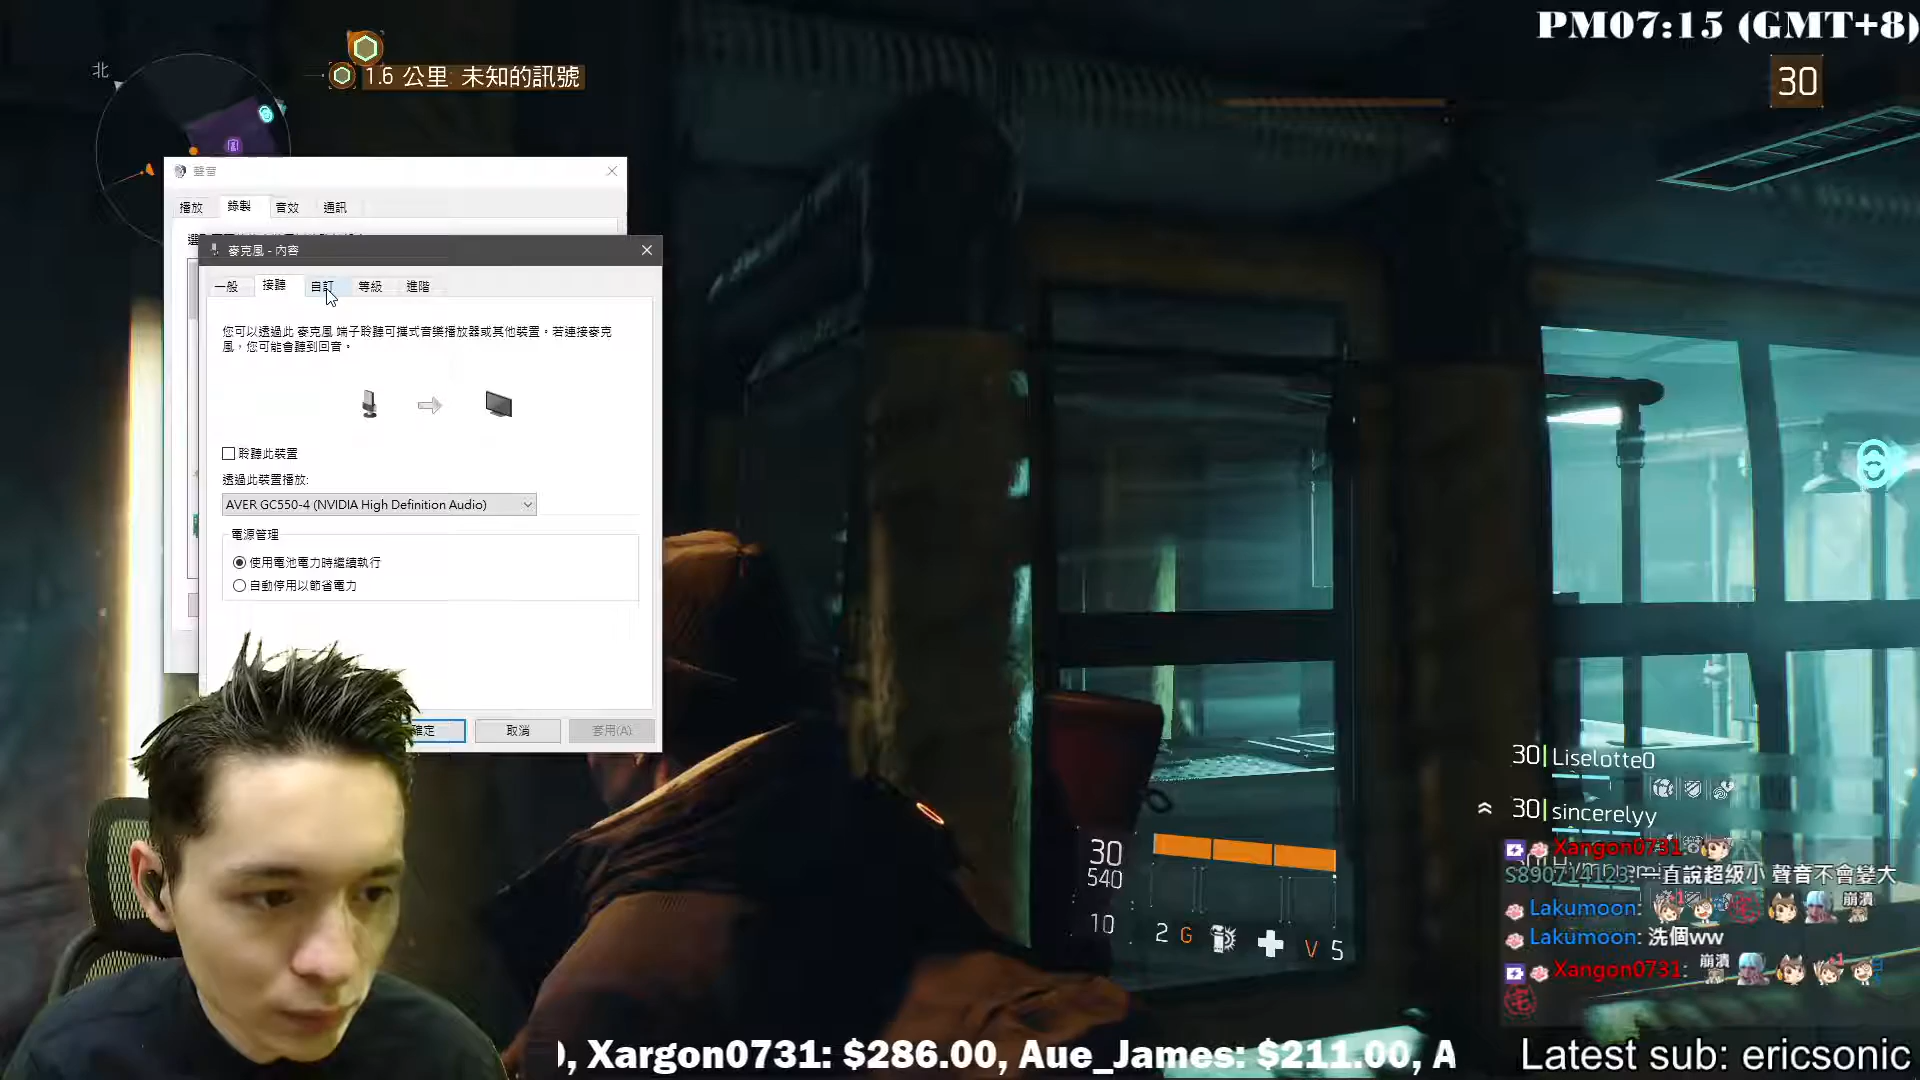 PM07:15 (GMT+8)
北
1.6 公里: 未知的訊號
30
聲音
播放 錄製 音效 通訊
麥克風 - 內容
一般 接聽 自訂 等級 進階
您可以透過此 麥克風 端子聆聽可攜式音樂播放器或其他裝置。若連接麥克
風，您可能會聽到回音。
聆聽此裝置
透過此裝置播放:
AVER GC550-4 (NVIDIA High Definition Audio)
電源管理
使用電池電力時繼續執行
自動停用以節省電力
確定 取消 套用(A)
30 Liselotte0
30 sincerelyy
Xargon0731:
S890714123: 一直說超级小 聲音不會變大
Lakumoon: 崩潰
Lakumoon: 洗個ww
Xargon0731: 崩潰
宅
30
540
10
2 G V 5
), Xargon0731: $286.00, Aue_James: $211.00, A
Latest sub: ericsonic